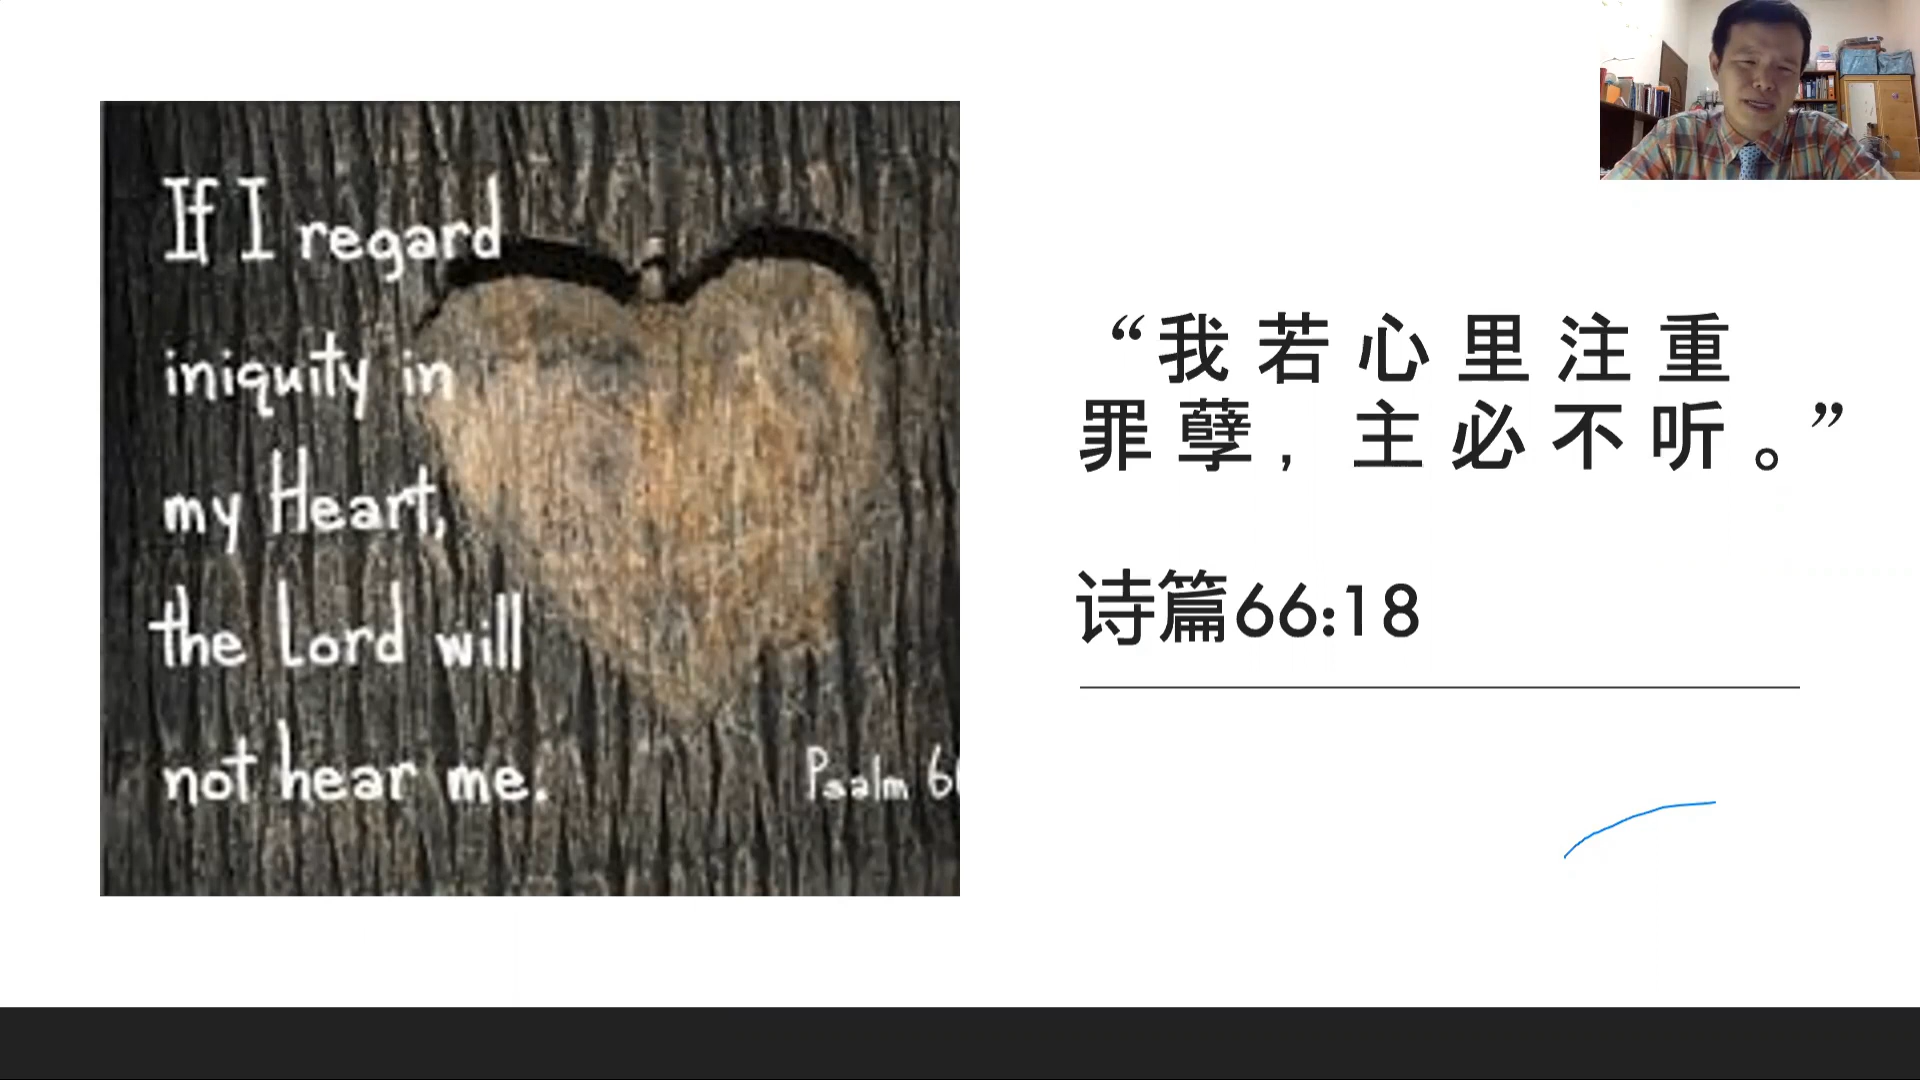 If I regard
iniquity in
my Heart,
the Lord will
not hear me.
Psalm 6
“我若心里注重
罪孽，主必不听。”
诗篇66:18